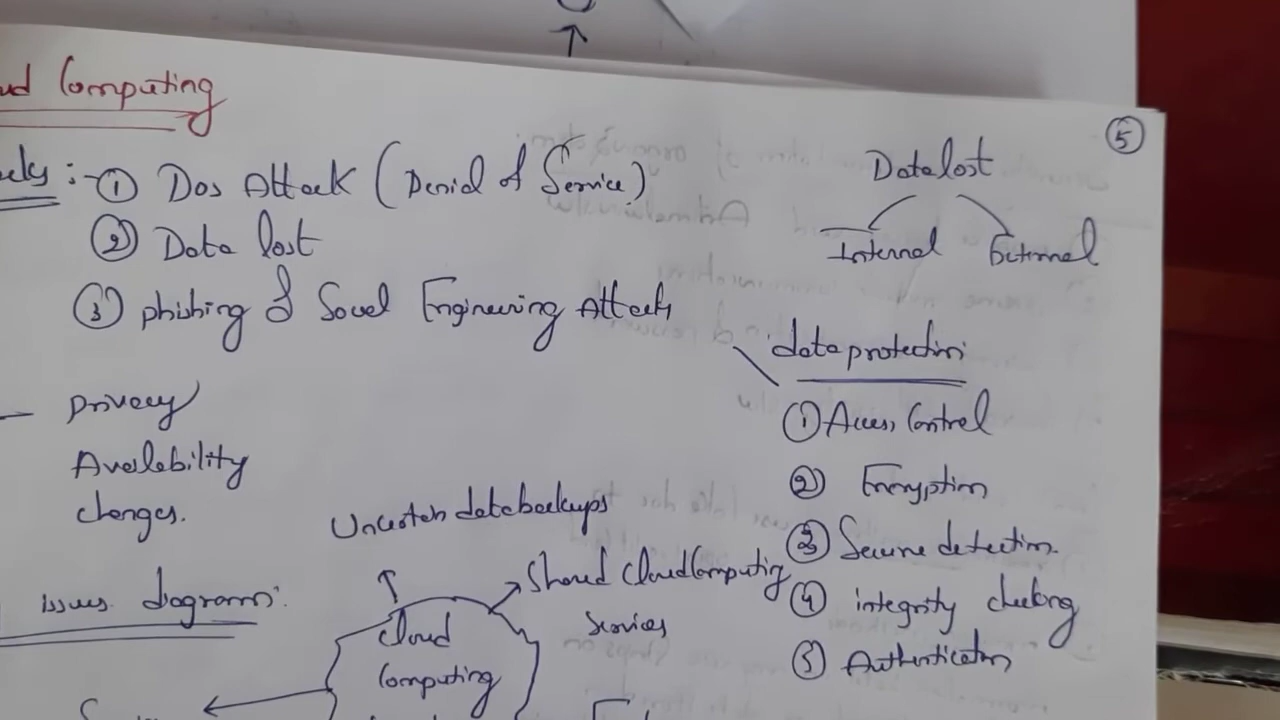 Computing
⑤
① Dos Attack (Denial of Service)
② Data lost
③ phishing & Social Engineering Attack
Privacy
Availability
changes.
issues diagrams.
Data lost
Internal External
data protection
① Access Control
② Encryption
③ Secure detection.
④ integrity checking
⑤ Authentication
Uncertain data backups
Shared Cloud Computing
Services
Cloud
Computing